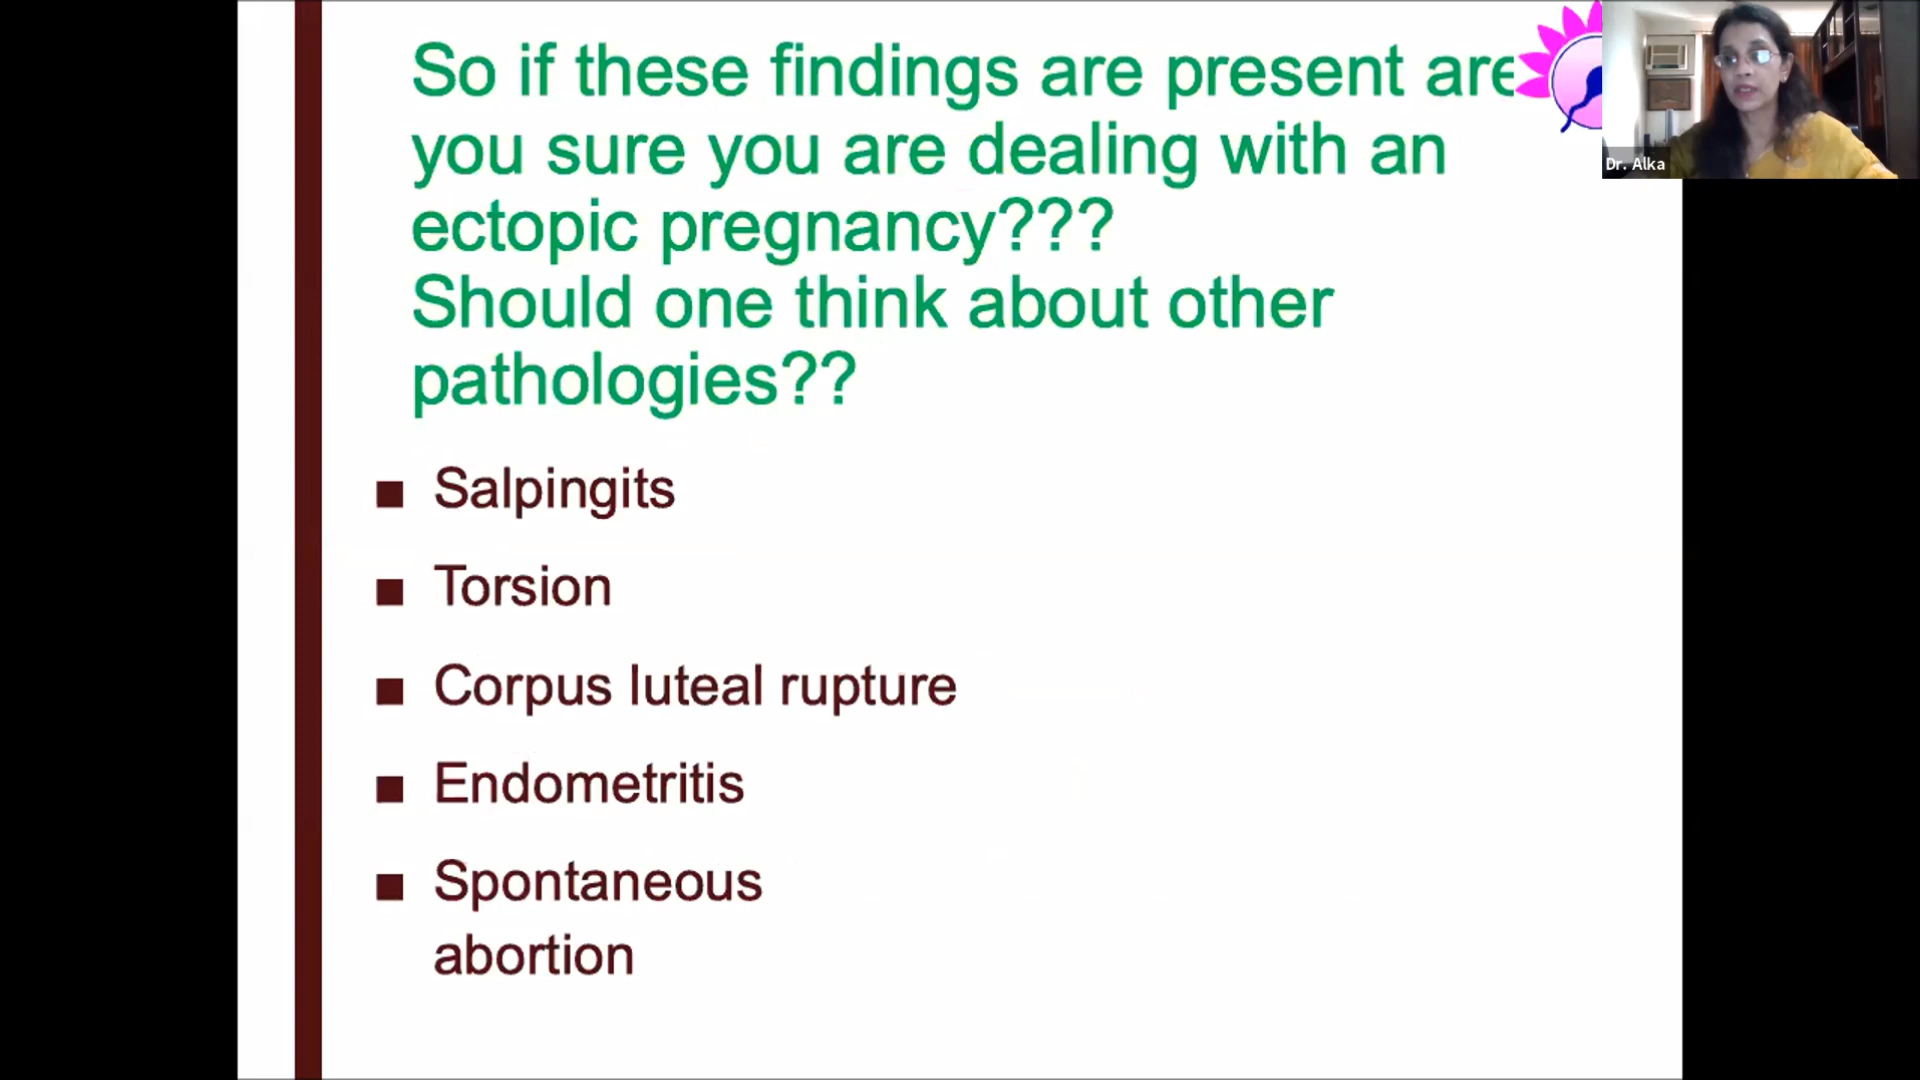 So if these findings are present are
you sure you are dealing with an
ectopic pregnancy???
Should one think about other
pathologies??
■ Salpingits
■ Torsion
■ Corpus luteal rupture
■ Endometritis
■ Spontaneous
abortion
Dr. Alka